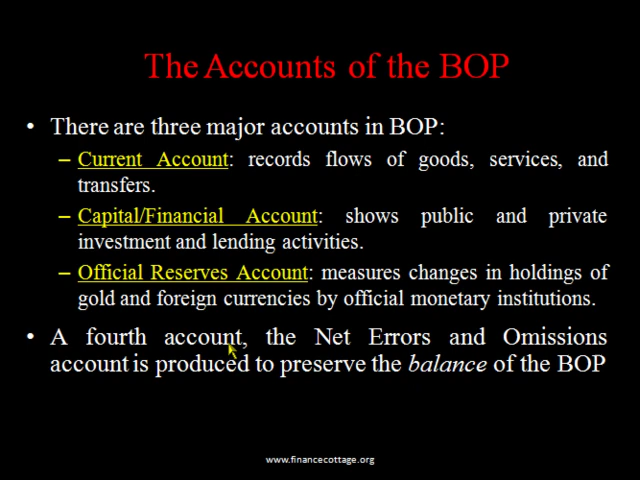 The Accounts of the BOP
• There are three major accounts in BOP:
– Current Account: records flows of goods, services, and
transfers.
– Capital/Financial Account: shows public and private
investment and lending activities.
– Official Reserves Account: measures changes in holdings of
gold and foreign currencies by official monetary institutions.
• A fourth account, the Net Errors and Omissions
account is produced to preserve the balance of the BOP
www.financecottage.org